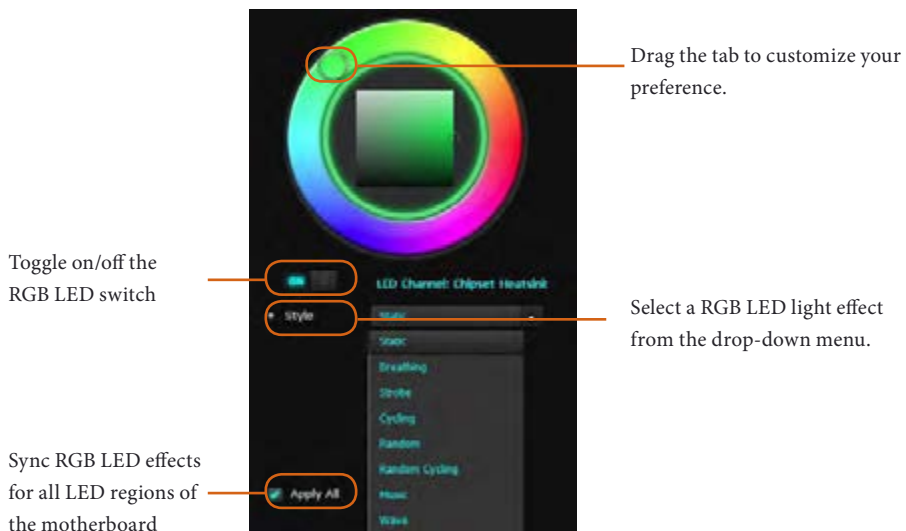 Drag the tab to customize your
preference.
Toggle on/off the
RGB LED switch
ON
LED Channel: Chipset Heatsink
Style
Static
Select a RGB LED light effect
from the drop-down menu.
Static
Breathing
Strobe
Cycling
Random
Random Cycling
Music
Wave
Sync RGB LED effects
for all LED regions of
the motherboard
Apply All